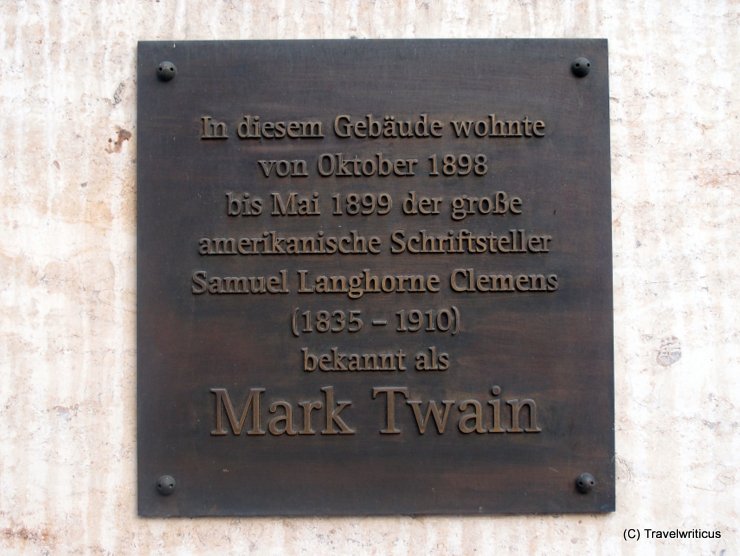 In diesem Gebäude wohnte
von Oktober 1898
bis Mai 1899 der große
amerikanische Schriftsteller
Samuel Langhorne Clemens
(1835 – 1910)
bekannt als
Mark Twain
(C) Travelwriticus